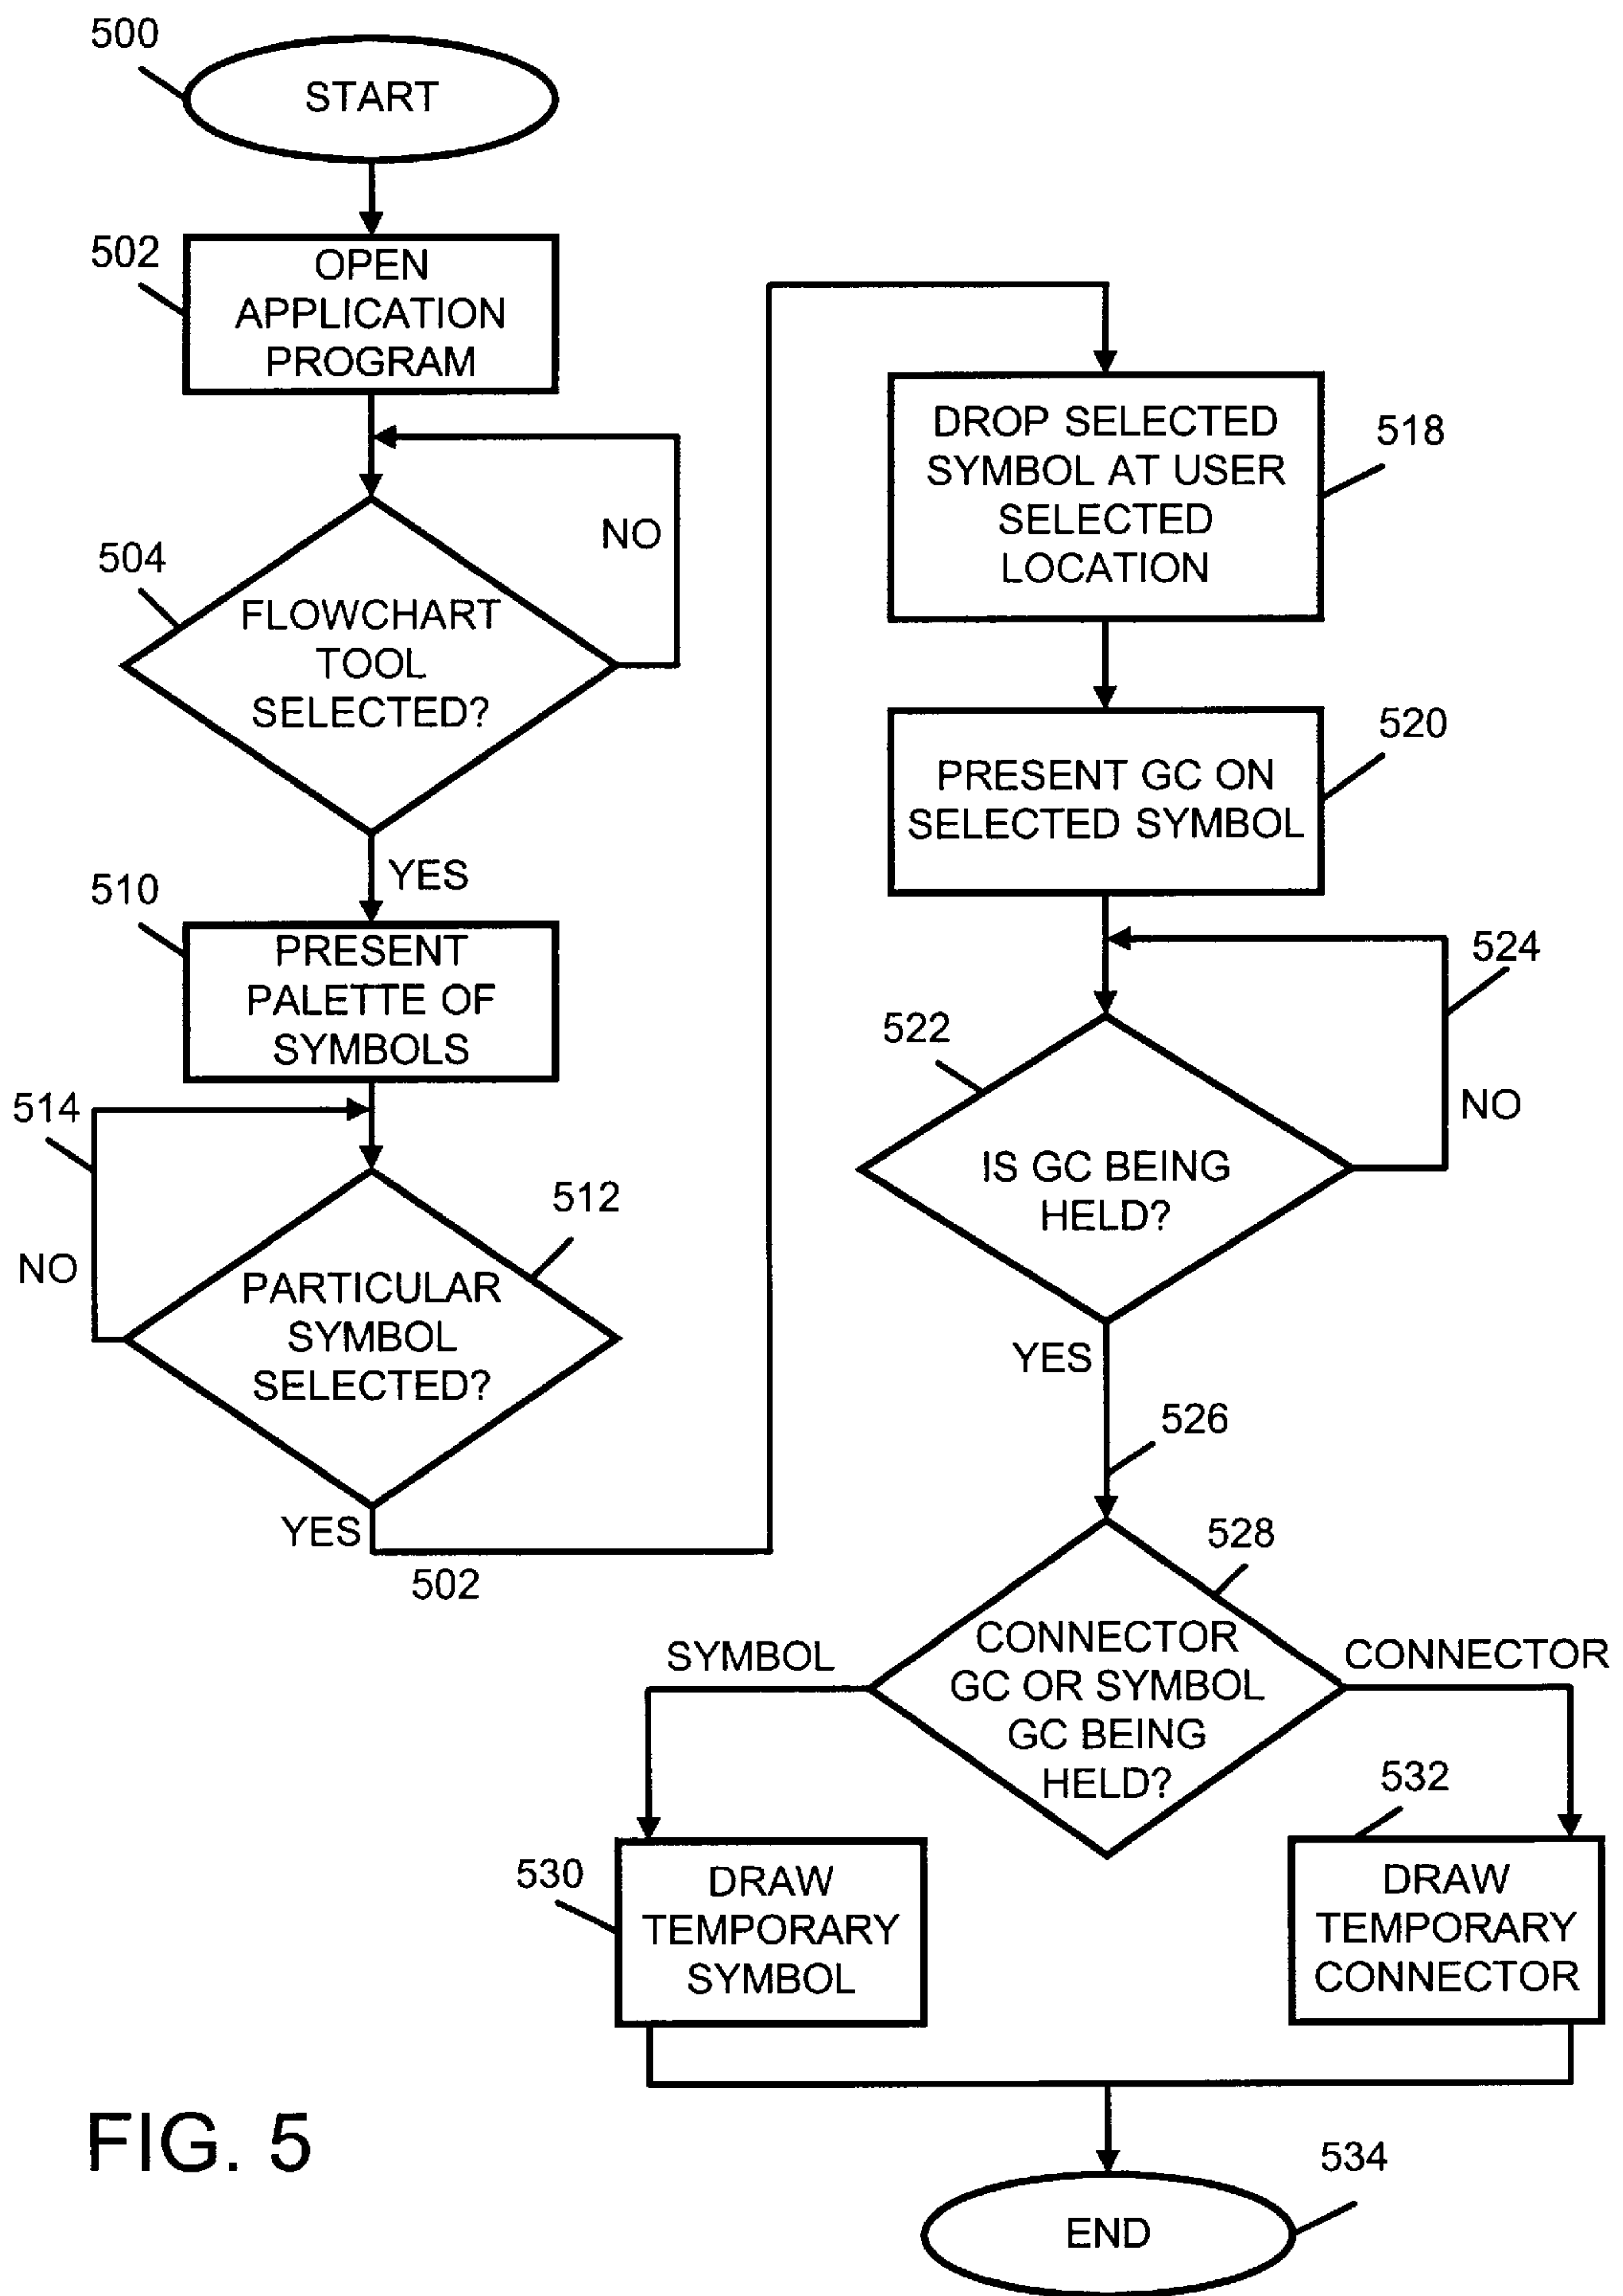 500
START
502
OPEN
APPLICATION
PROGRAM
NO
504
FLOWCHART
TOOL
SELECTED?
YES
510
PRESENT
PALETTE OF
SYMBOLS
514
512
NO
PARTICULAR
SYMBOL
SELECTED?
YES
502
DROP SELECTED
SYMBOL AT USER
SELECTED
LOCATION
518
520
PRESENT GC ON
SELECTED SYMBOL
524
522
NO
IS GC BEING
HELD?
YES
526
528
SYMBOL
CONNECTOR
GC OR SYMBOL
GC BEING
HELD?
CONNECTOR
532
530
DRAW
TEMPORARY
SYMBOL
DRAW
TEMPORARY
CONNECTOR
534
END
FIG. 5